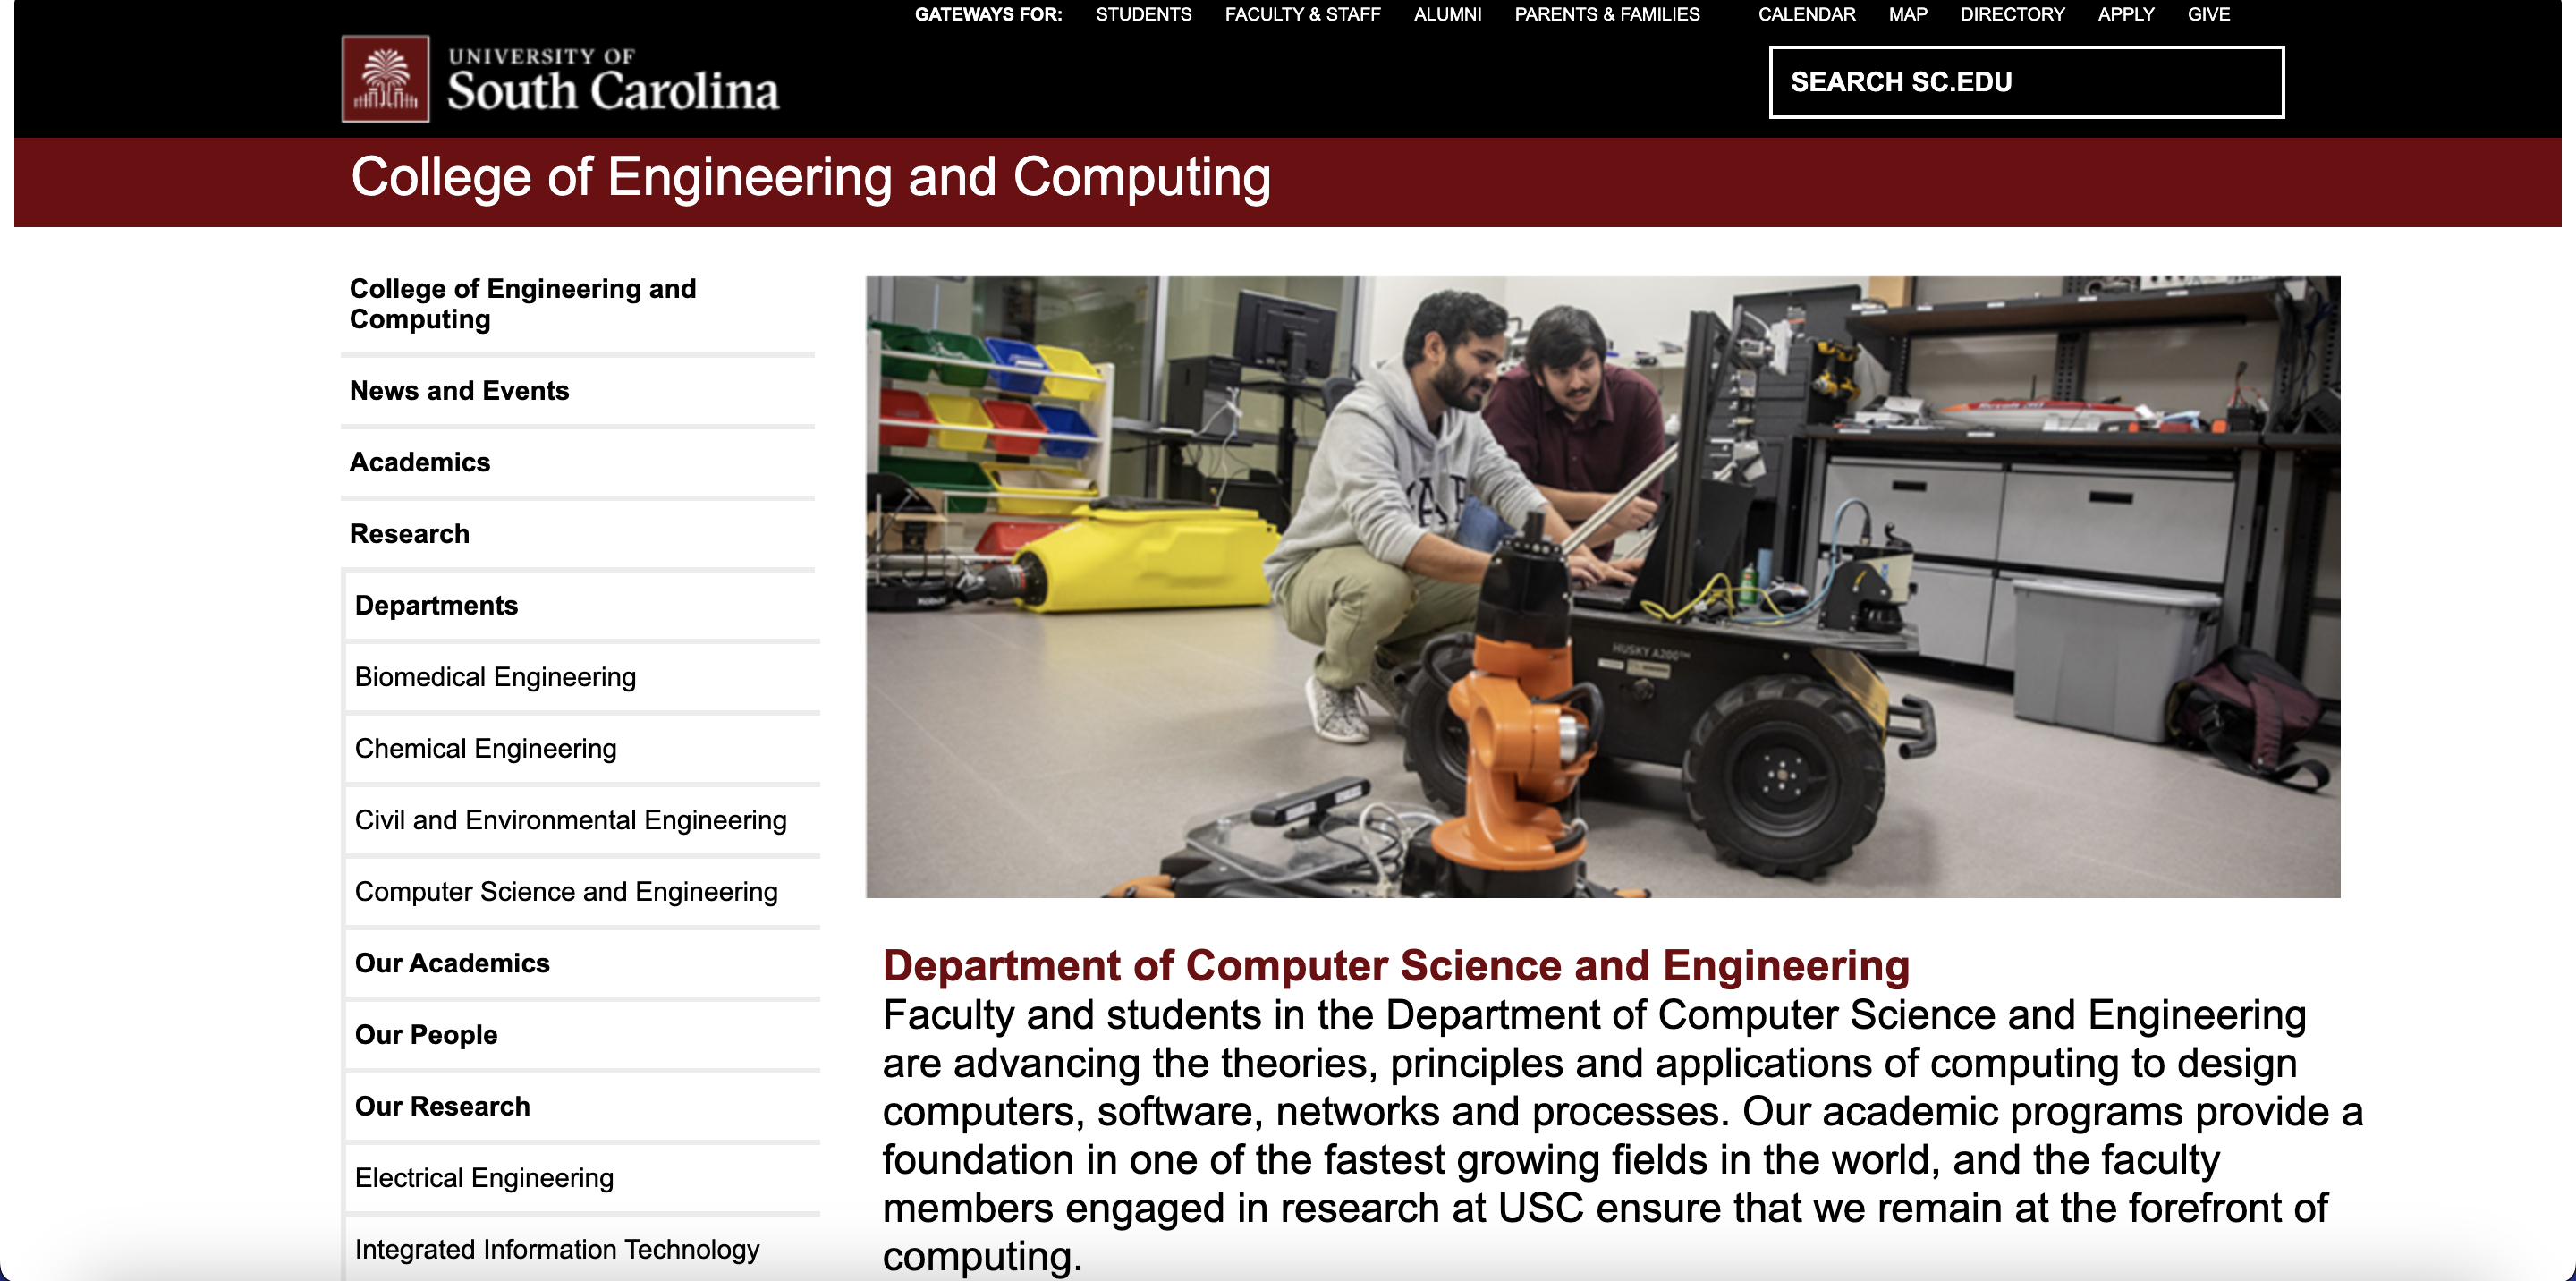 GATEWAYS FOR: STUDENTS FACULTY & STAFF ALUMNI PARENTS & FAMILIES CALENDAR MAP DIRECTORY APPLY GIVE
UNIVERSITY OF
South Carolina
SEARCH SC.EDU
College of Engineering and Computing
College of Engineering and
Computing
News and Events
Academics
Research
Departments
Biomedical Engineering
Chemical Engineering
Civil and Environmental Engineering
Computer Science and Engineering
Our Academics
Our People
Our Research
Electrical Engineering
Integrated Information Technology
HUSKY A200™
Department of Computer Science and Engineering
Faculty and students in the Department of Computer Science and Engineering
are advancing the theories, principles and applications of computing to design
computers, software, networks and processes. Our academic programs provide a
foundation in one of the fastest growing fields in the world, and the faculty
members engaged in research at USC ensure that we remain at the forefront of
computing.